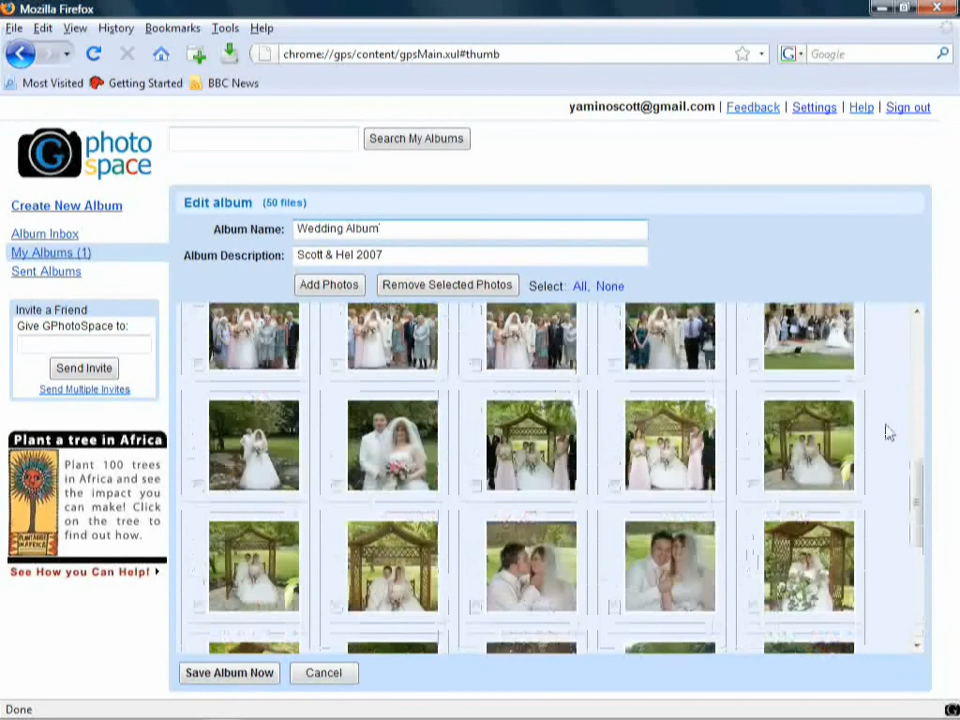 Mozilla Firefox
File Edit View History Bookmarks Tools Help
chrome://gps/content/gpsMain.xul#thumb
G Google
Most Visited Getting Started BBC News
yaminoscott@gmail.com | Feedback | Settings | Help | Sign out
G photo space
Search My Albums
Create New Album
Album Inbox
My Albums (1)
Sent Albums
Invite a Friend
Give GPhotoSpace to:
Send Invite
Send Multiple Invites
Plant a tree in Africa
Plant 100 trees
in Africa and see
the impact you
can make! Click
on the tree to
find out how.
See How you Can Help!
Edit album (50 files)
Album Name: Wedding Album
Album Description: Scott & Hel 2007
Add Photos Remove Selected Photos Select: All, None
Save Album Now Cancel
Done
G